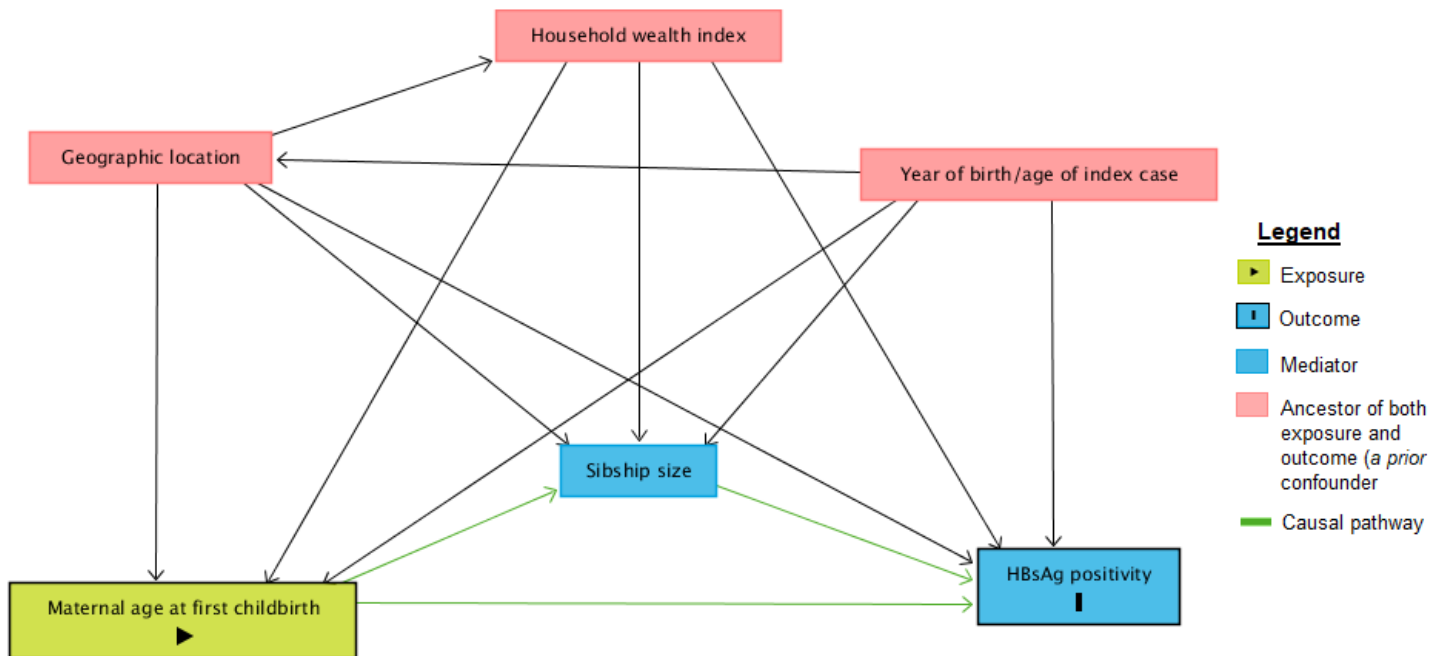 Household wealth index
Geographic location
Year of birth/age of index case
Sibship size
Maternal age at first childbirth
HBsAg positivity
Legend
Exposure
Outcome
Mediator
Ancestor of both
exposure and
outcome (a prior
confounder
Causal pathway